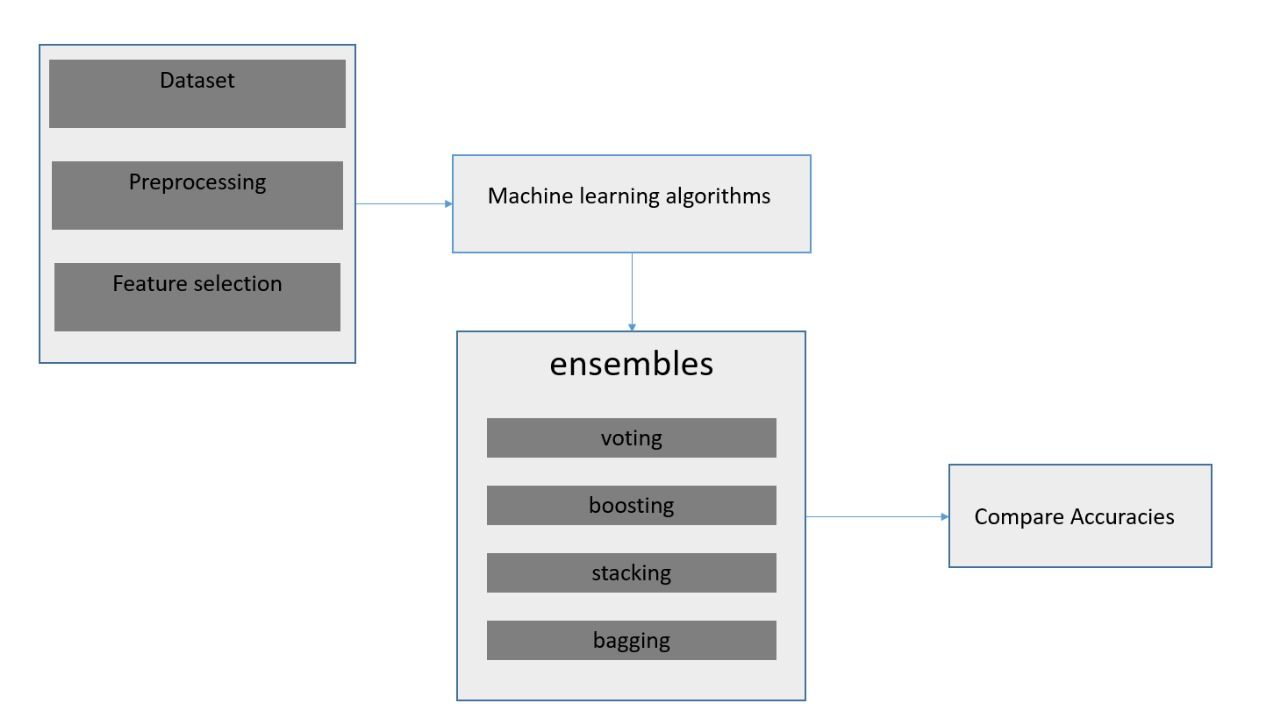 Dataset
Preprocessing
Feature selection
Machine learning algorithms
ensembles
voting
boosting
stacking
bagging
Compare Accuracies